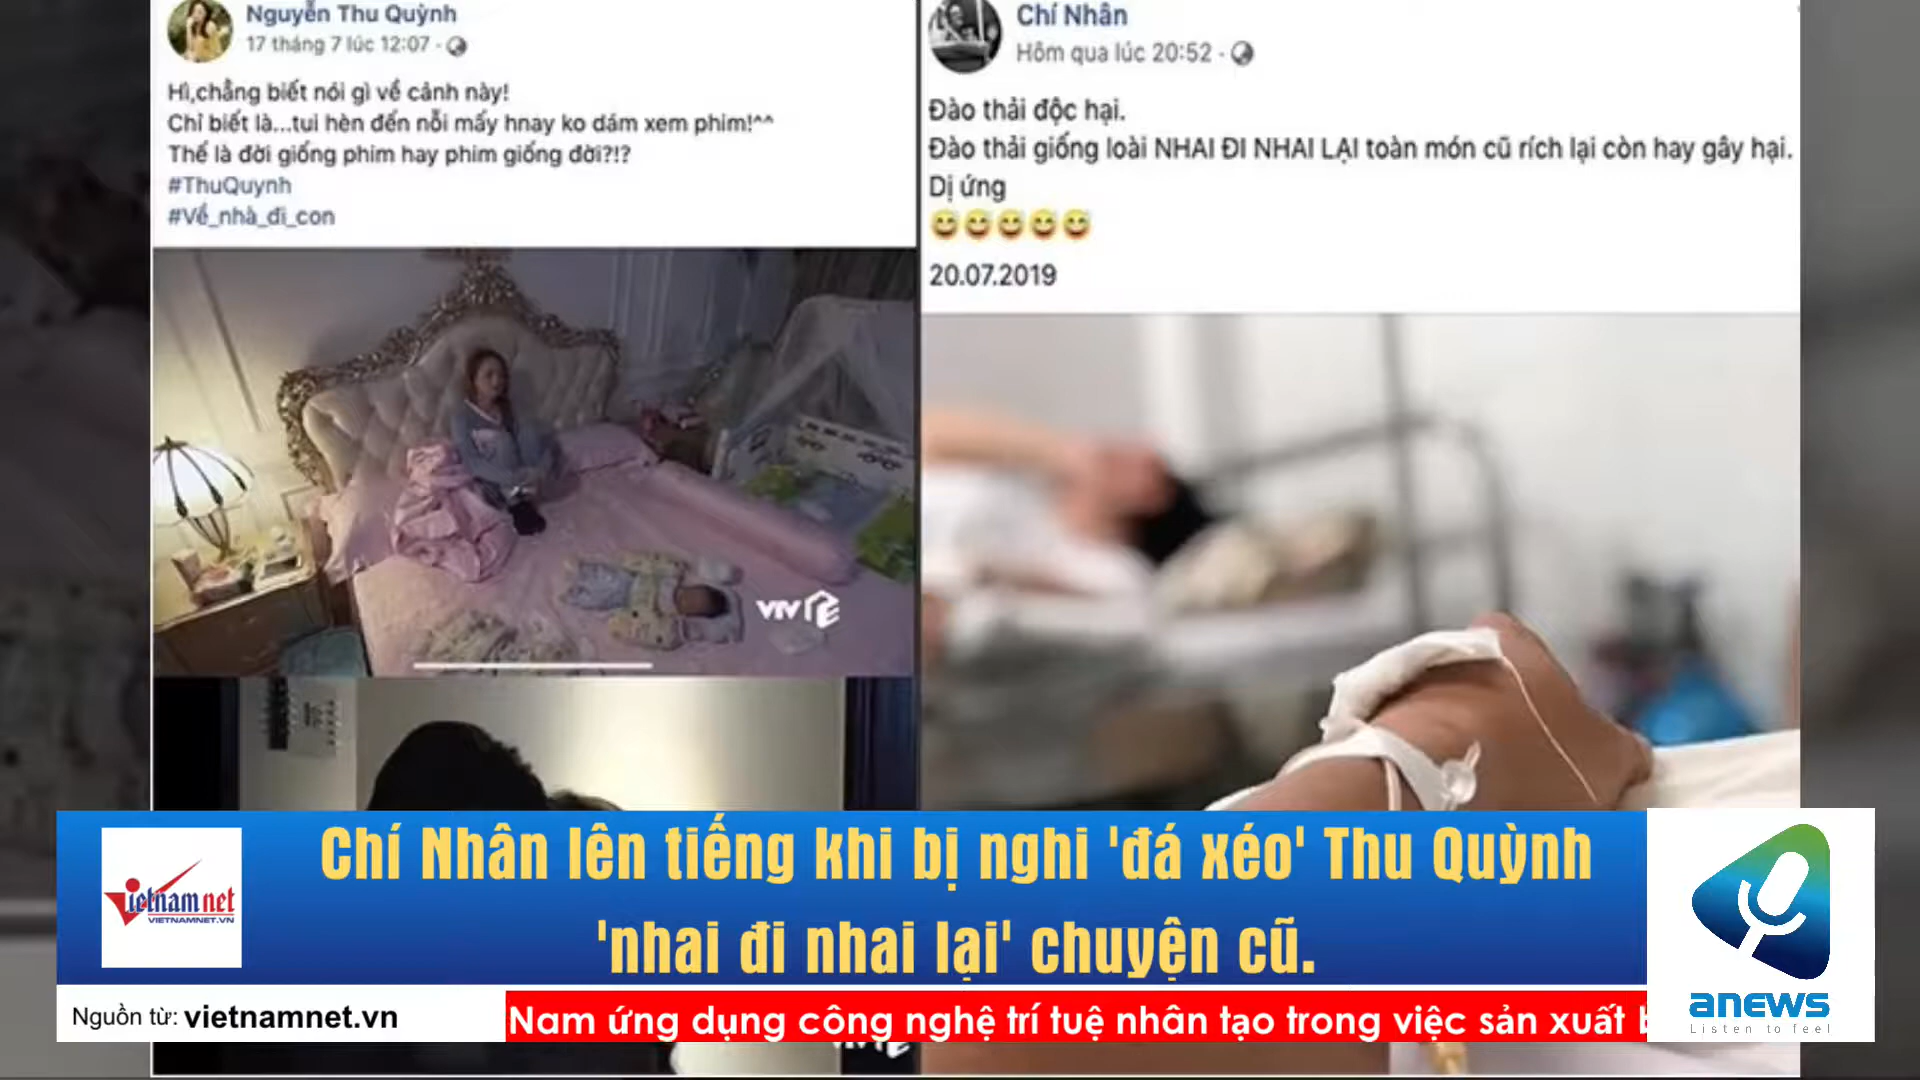 Nguyễn Thu Quỳnh
17 tháng 7 lúc 12:07 ·
Hì,chẳng biết nói gì về cảnh này!
Chỉ biết là...tui hèn đến nỗi mấy hnay ko dám xem phim!^^
Thế là đời giống phim hay phim giống đời?!?
#ThuQuynh
#Về_nhà_đi_con
Chí Nhân
Hôm qua lúc 20:52 ·
Đào thải độc hại.
Đào thải giống loài NHAI ĐI NHAI LẠI toàn món cũ rích lại còn hay gây hại.
Dị ứng
😅😅😅😅😅
20.07.2019
VTV
Chí Nhân lên tiếng khi bị nghi 'đá xéo' Thu Quỳnh
'nhai đi nhai lại' chuyện cũ.
Vietnamnet
VIETNAMNET.VN
Nguồn từ: vietnamnet.vn
Nam ứng dụng công nghệ trí tuệ nhân tạo trong việc sản xuất
anews
Listen to feel